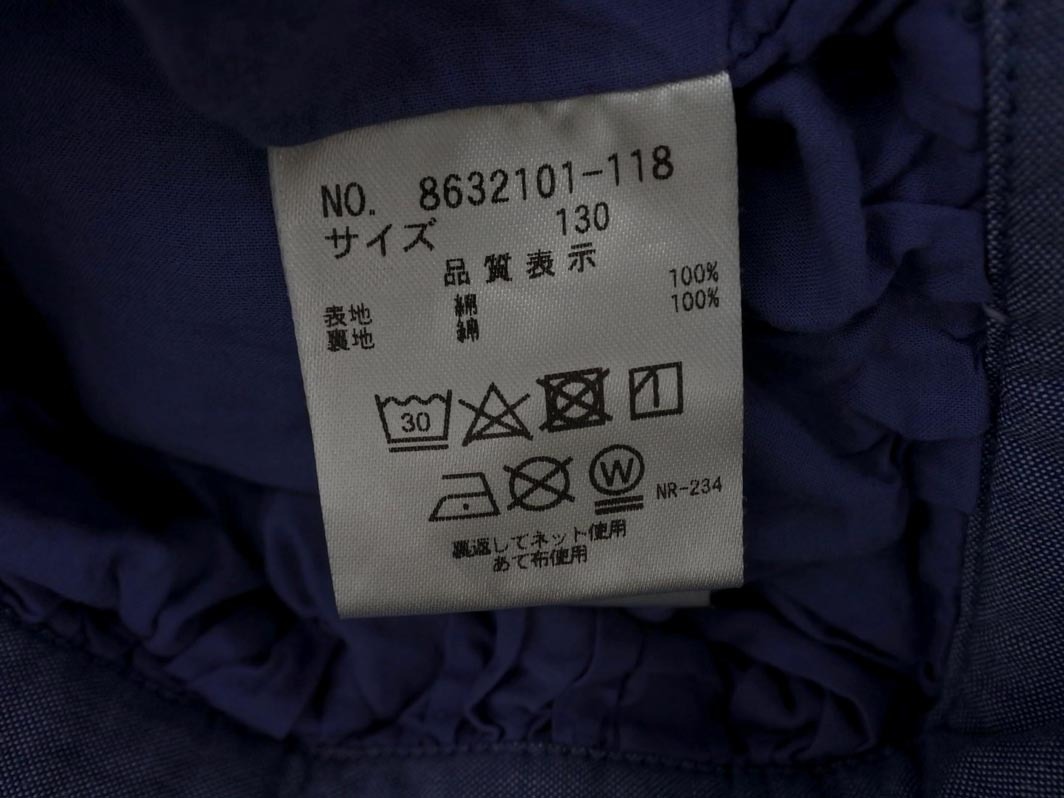 NO. 8632101-118
サイズ 130
品質表示
表地 綿 100%
裏地 綿 100%
30
W NR-234
裏返してネット使用
あて布使用